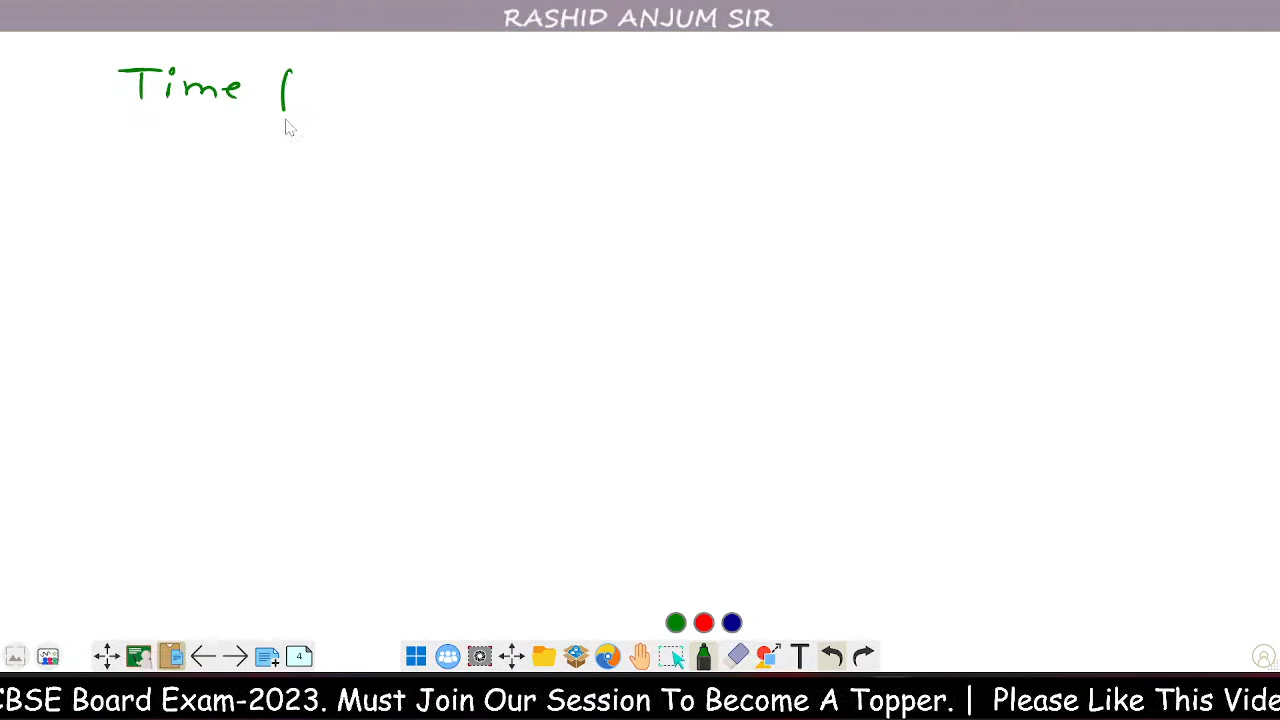 RASHID ANJUM SIR
Time (
4
CBSE Board Exam-2023. Must Join Our Session To Become A Topper. | Please Like This Vide